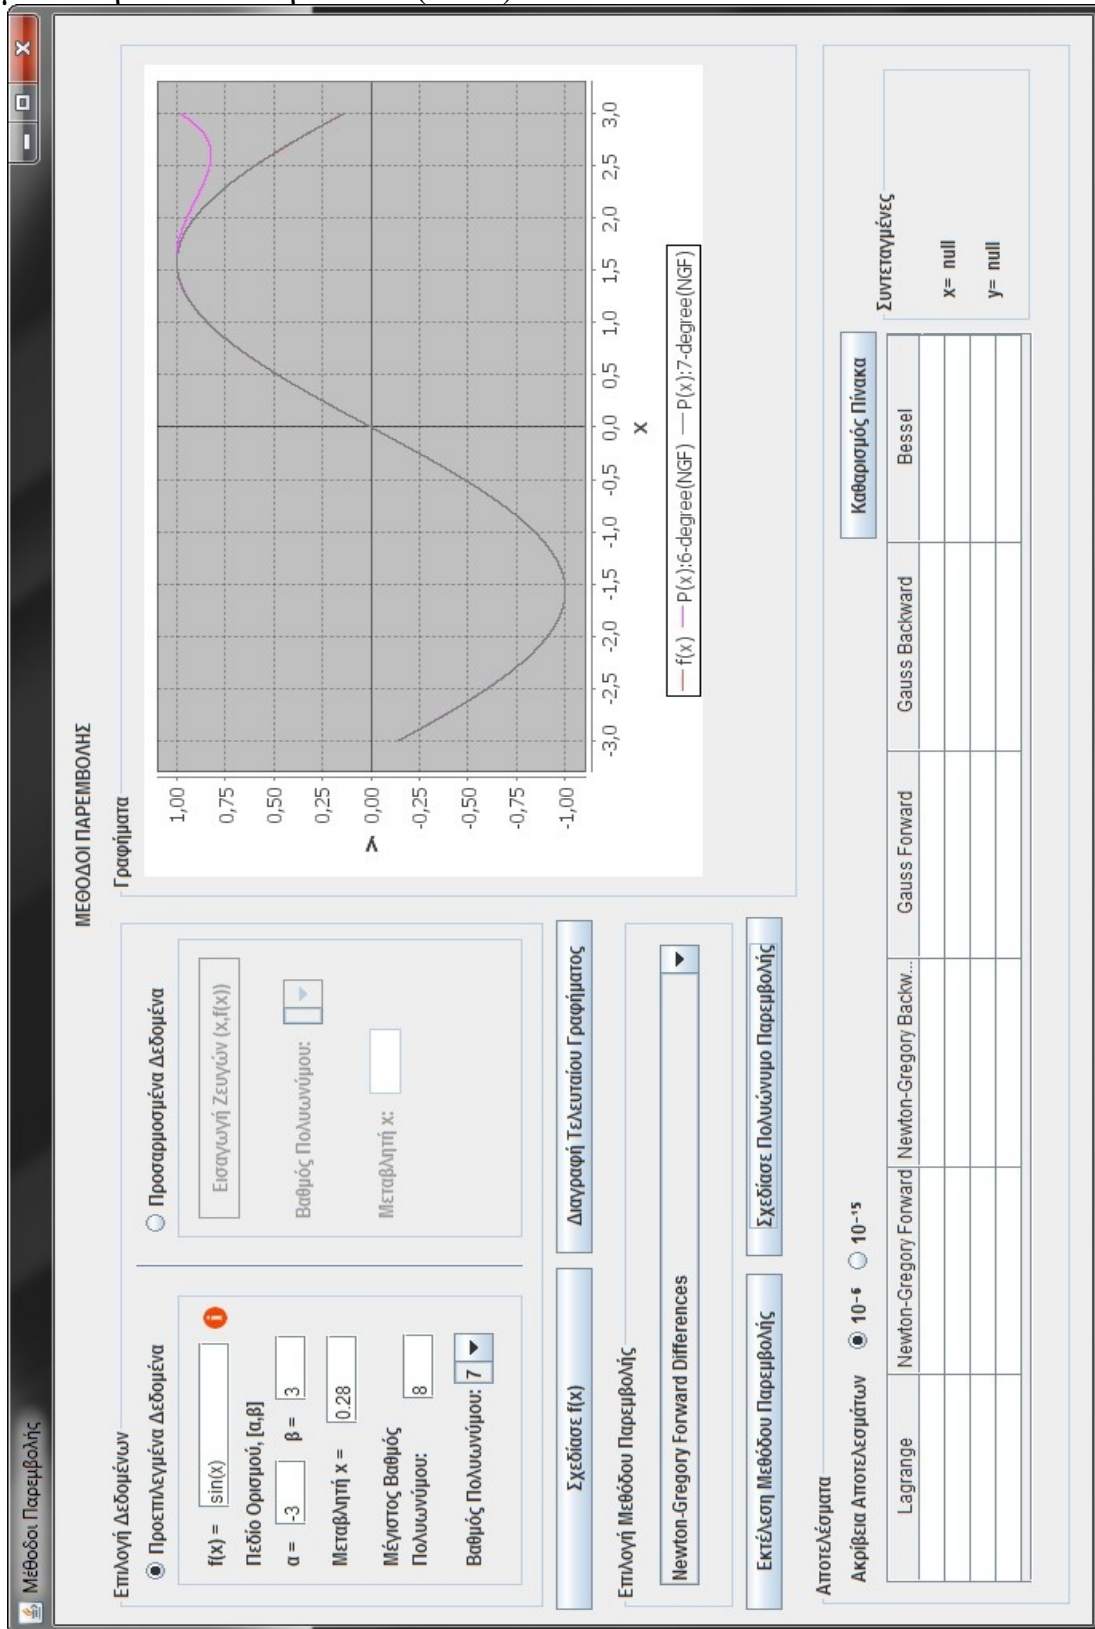 Μέθοδοι Παρεμβολής
ΜΕΘΟΔΟΙ ΠΑΡΕΜΒΟΛΗΣ
Επιλογή Δεδομένων
Προεπιλεγμένα Δεδομένα
f(x) = sin(x)
Πεδίο Ορισμού, [α,β]
α = -3 β = 3
Μεταβλητή x = 0.28
Μέγιστος Βαθμός
Πολυωνύμου: 8
Βαθμός Πολυωνύμου: 7
Προσαρμοσμένα Δεδομένα
Εισαγωγή Ζευγών (x,f(x))
Βαθμός Πολυωνύμου:
Μεταβλητή x:
Σχεδίασε f(x)
Διαγραφή Τελευταίου Γραφήματος
Επιλογή Μεθόδου Παρεμβολής
Newton-Gregory Forward Differences
Εκτέλεση Μεθόδου Παρεμβολής
Σχεδίασε Πολυώνυμο Παρεμβολής
Γραφήματα
Y
1,00
0,75
0,50
0,25
0,00
-0,25
-0,50
-0,75
-1,00
-3,0 -2,5 -2,0 -1,5 -1,0 -0,5 0,0 0,5 1,0 1,5 2,0 2,5 3,0
X
f(x) P(x):6-degree(NGF) P(x):7-degree(NGF)
Αποτελέσματα
Ακρίβεια Αποτελεσμάτων 10⁻⁶ 10⁻¹⁵
Καθαρισμός Πίνακα
Lagrange Newton-Gregory Forward Newton-Gregory Backw... Gauss Forward Gauss Backward Bessel
Συντεταγμένες
x= null
y= null